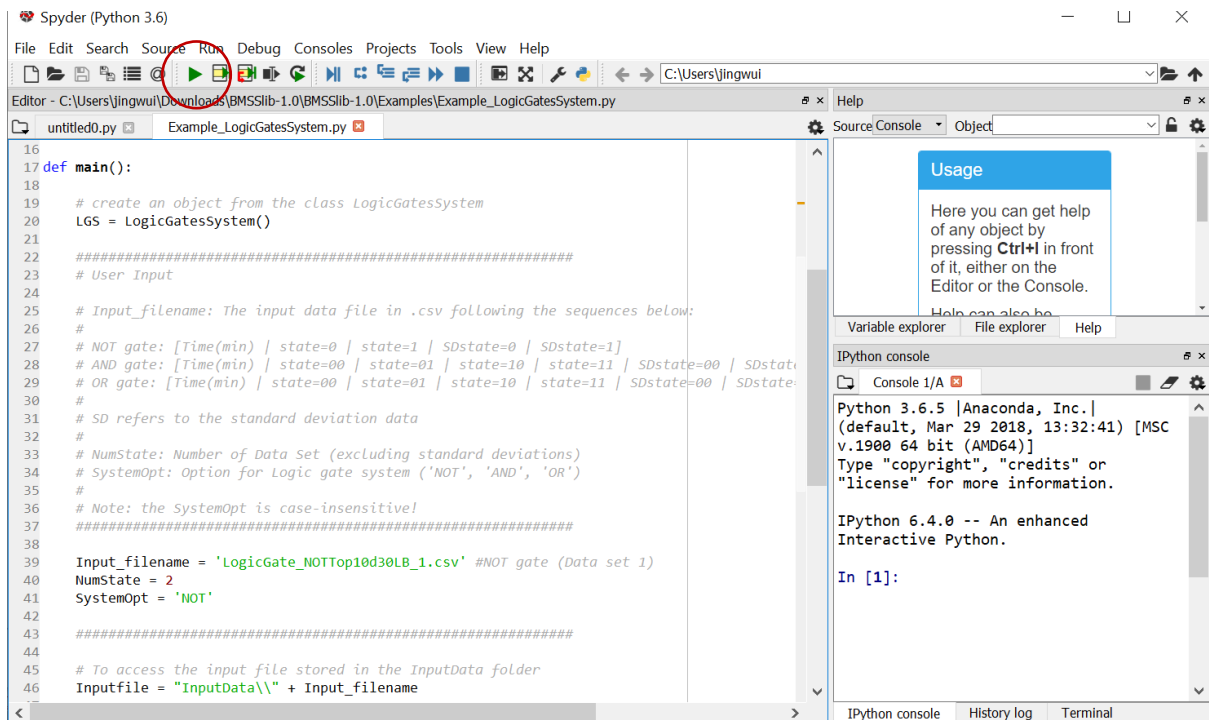 Spyder (Python 3.6)
File Edit Search Source Run Debug Consoles Projects Tools View Help
C:\Users\jingwui
Editor - C:\Users\jingwui\Downloads\BMSSlib-1.0\BMSSlib-1.0\Examples\Example_LogicGatesSystem.py
untitled0.py Example_LogicGatesSystem.py
16
17 def main():
18
19 # create an object from the class LogicGatesSystem
20 LGS = LogicGatesSystem()
21
22 ##############################################################
23 # User Input
24
25 # Input_filename: The input data file in .csv following the sequences below:
26 #
27 # NOT gate: [Time(min) | state=0 | state=1 | SDstate=0 | SDstate=1]
28 # AND gate: [Time(min) | state=00 | state=01 | state=10 | state=11 | SDstate=00 | SDstat
29 # OR gate: [Time(min) | state=00 | state=01 | state=10 | state=11 | SDstate=00 | SDstate
30 #
31 # SD refers to the standard deviation data
32 #
33 # NumState: Number of Data Set (excluding standard deviations)
34 # SystemOpt: Option for Logic gate system ('NOT', 'AND', 'OR')
35 #
36 # Note: the SystemOpt is case-insensitive!
37 ##############################################################
38
39 Input_filename = 'LogicGate_NOTTop10d30LB_1.csv' #NOT gate (Data set 1)
40 NumState = 2
41 SystemOpt = 'NOT'
42
43 ##############################################################
44
45 # To access the input file stored in the InputData folder
46 Inputfile = "InputData\\" + Input_filename
Help
Source Console Object
Usage
Here you can get help
of any object by
pressing Ctrl+I in front
of it, either on the
Editor or the Console.
Help can also be
Variable explorer File explorer Help
IPython console
Console 1/A
Python 3.6.5 |Anaconda, Inc.|
(default, Mar 29 2018, 13:32:41) [MSC
v.1900 64 bit (AMD64)]
Type "copyright", "credits" or
"license" for more information.
IPython 6.4.0 -- An enhanced
Interactive Python.
In [1]:
IPython console History log Terminal